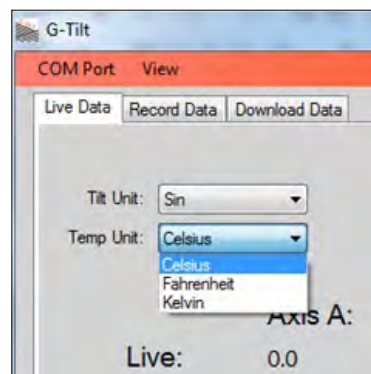 G-Tilt
COM Port View
Live Data Record Data Download Data
Tilt Unit: Sin
Temp Unit: Celsius
Celsius
Fahrenheit
Kelvin
Axis A:
Live: 0.0